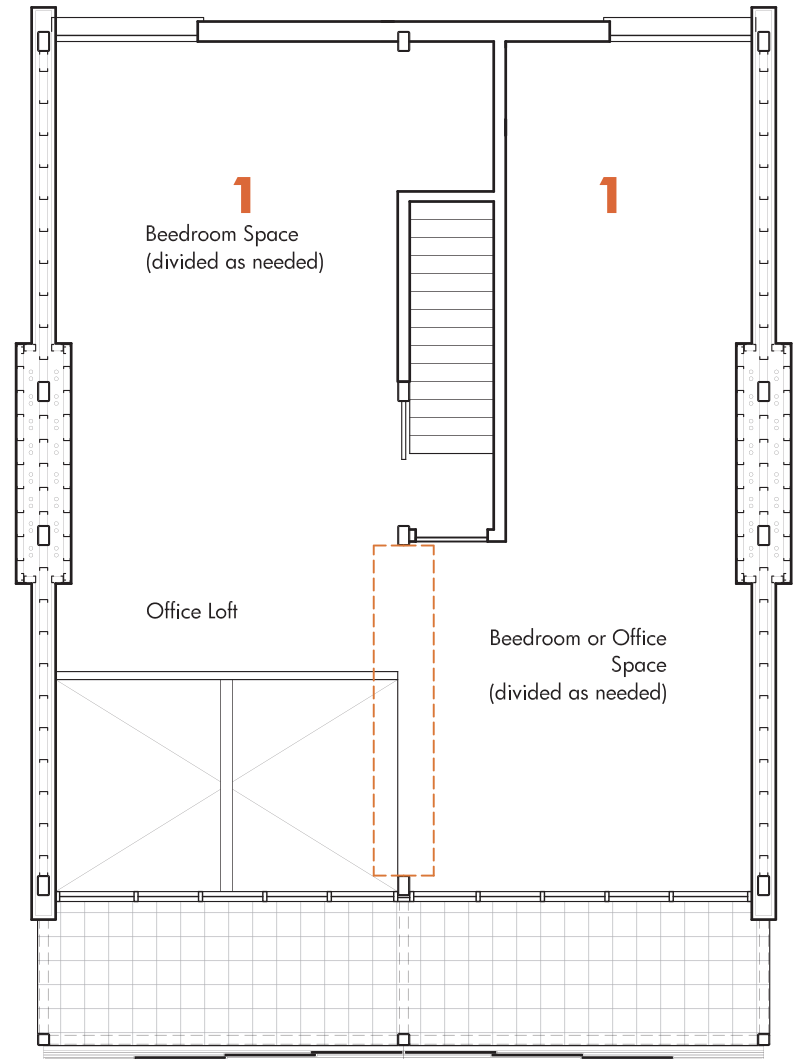 1
1
Beedroom Space
(divided as needed)
Office Loft
Beedroom or Office
Space
(divided as needed)